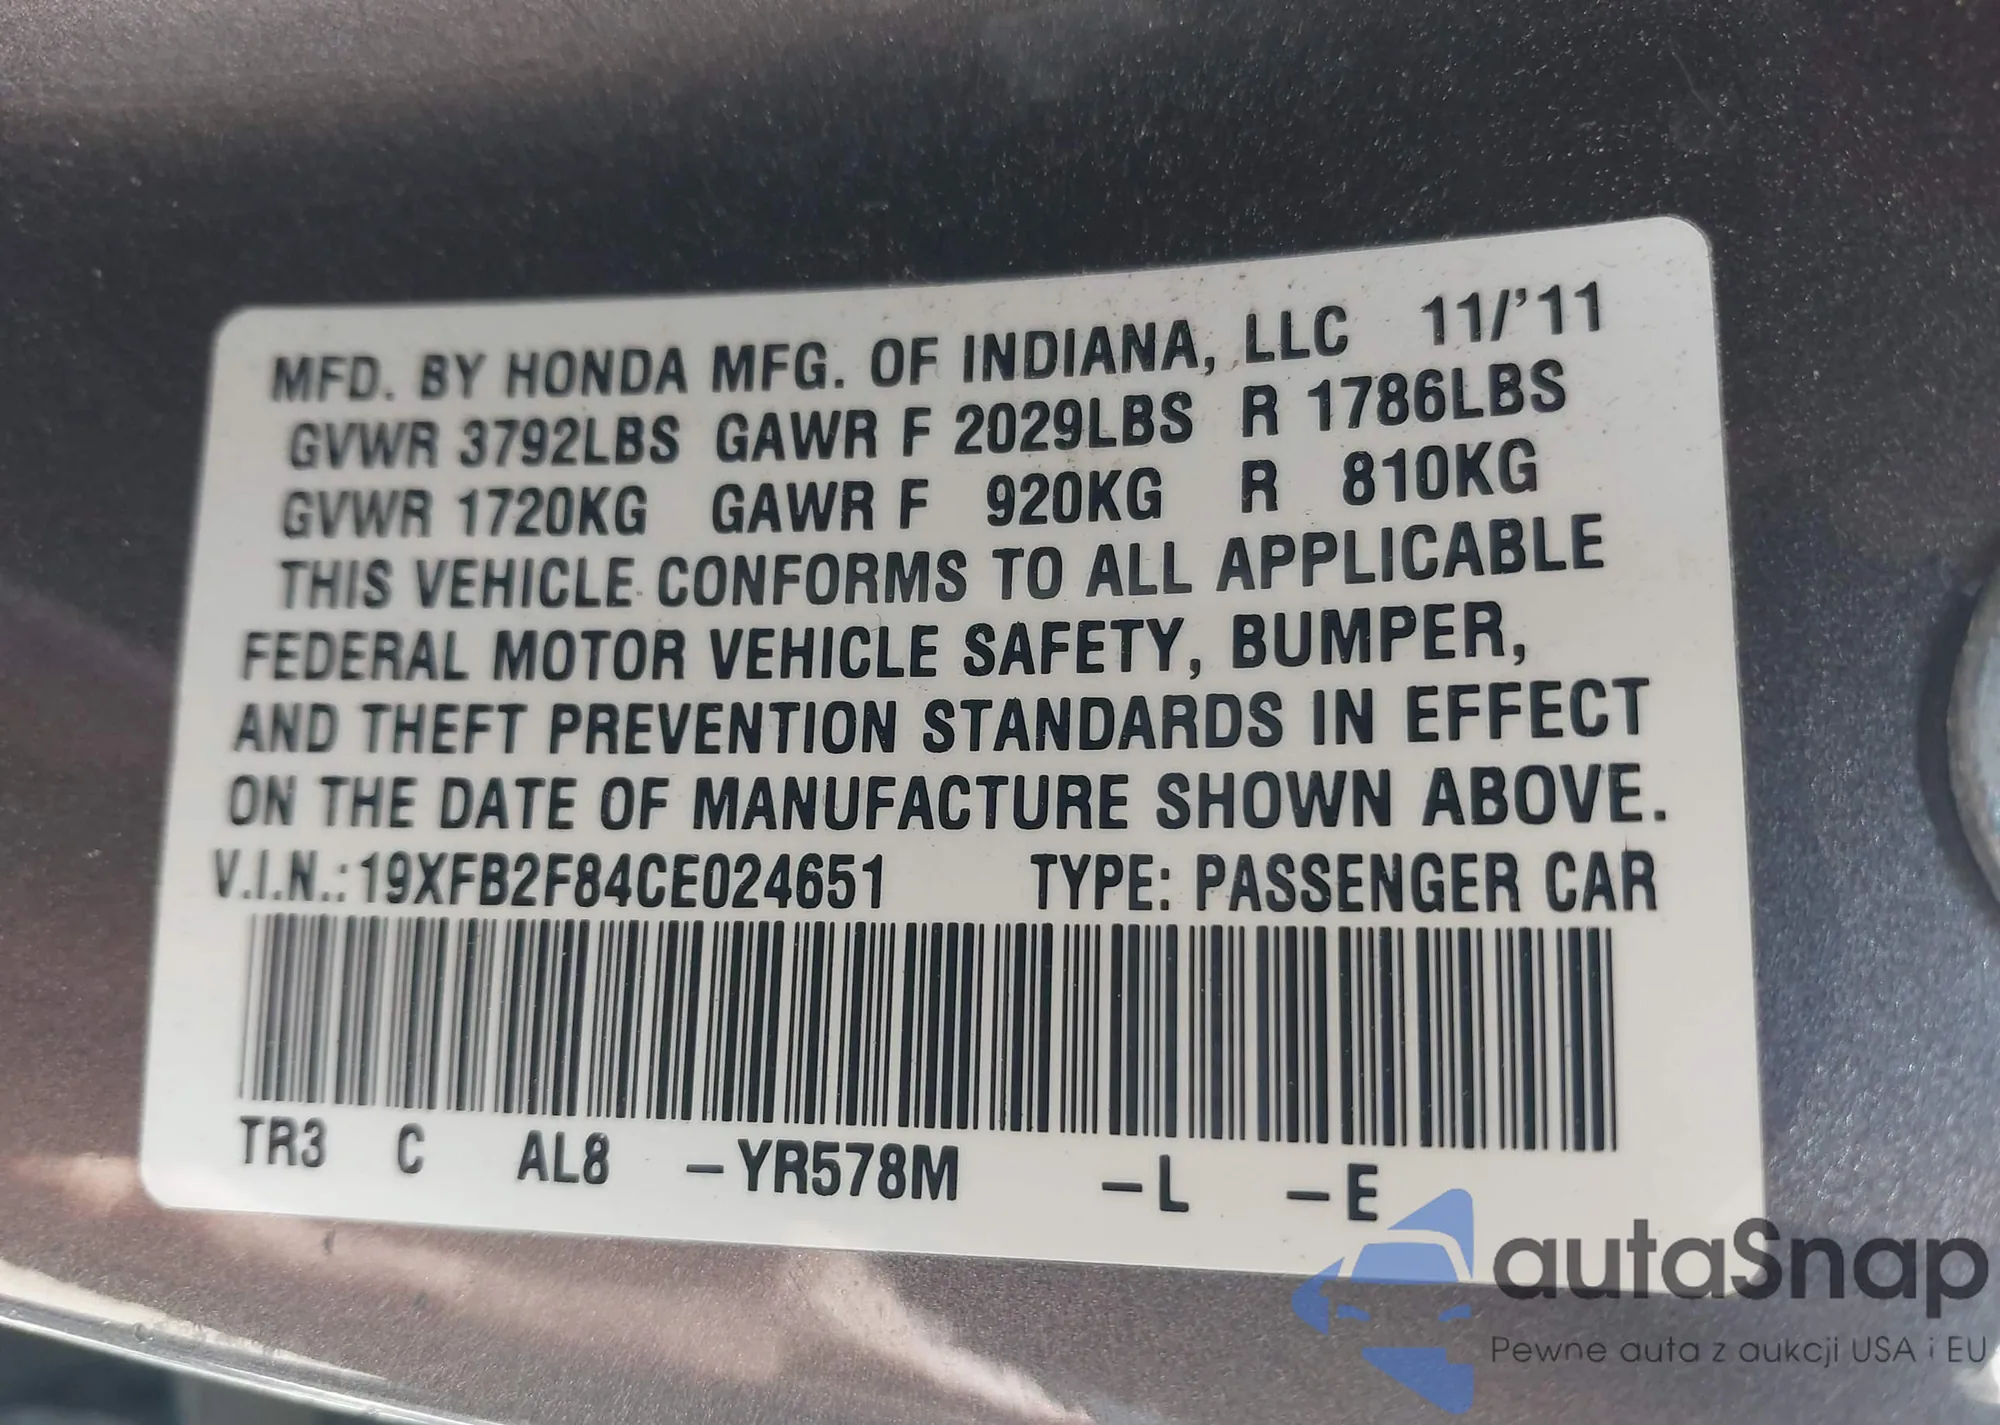 MFD. BY HONDA MFG. OF INDIANA, LLC 11/'11
GVWR 3792LBS GAWR F 2029LBS R 1786LBS
GVWR 1720KG GAWR F 920KG R 810KG
THIS VEHICLE CONFORMS TO ALL APPLICABLE
FEDERAL MOTOR VEHICLE SAFETY, BUMPER,
AND THEFT PREVENTION STANDARDS IN EFFECT
ON THE DATE OF MANUFACTURE SHOWN ABOVE.
V.I.N.:19XFB2F84CE024651 TYPE: PASSENGER CAR
TR3 C AL8 –YR578M –L –E
autaSnap
Pewne auta z aukcji USA i EU